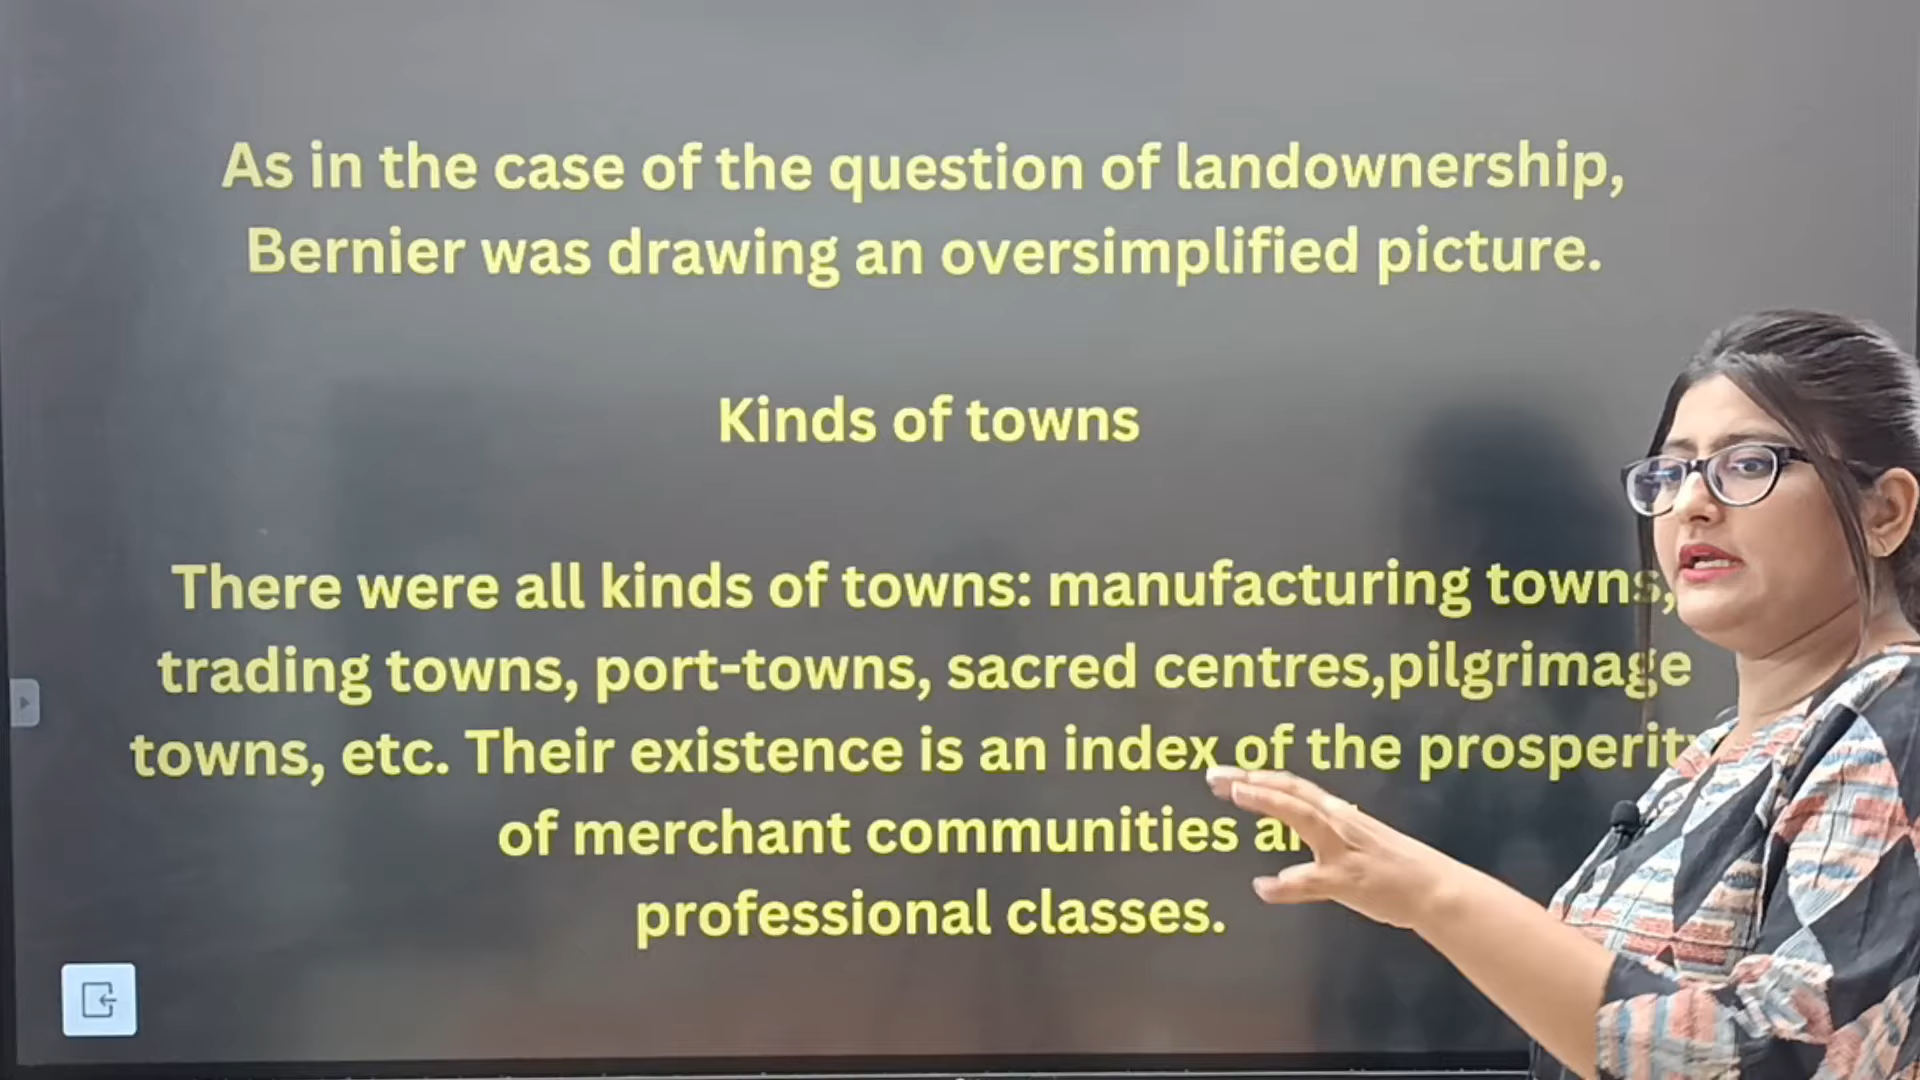 As in the case of the question of landownership,
Bernier was drawing an oversimplified picture.
Kinds of towns
There were all kinds of towns: manufacturing towns,
trading towns, port-towns, sacred centres,pilgrimage
towns, etc. Their existence is an index of the prosperity
of merchant communities
professional classes.